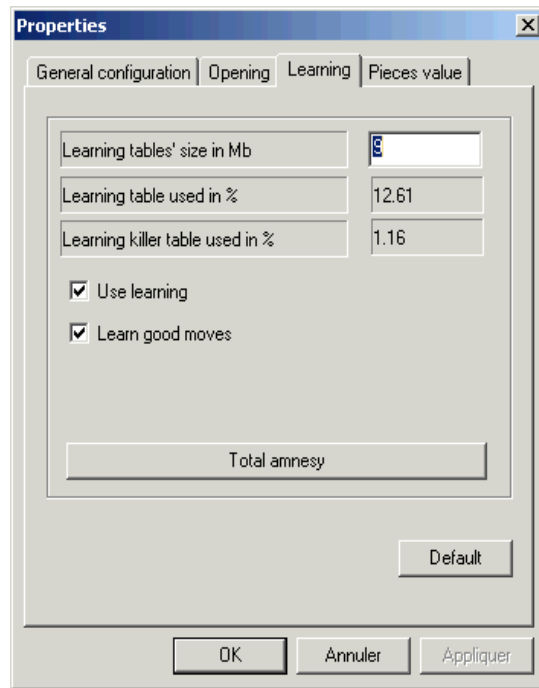 Properties
General configuration Opening Learning Pieces value
Learning tables' size in Mb 9
Learning table used in % 12.61
Learning killer table used in % 1.16
Use learning
Learn good moves
Total amnesy
Default
OK Annuler Appliquer